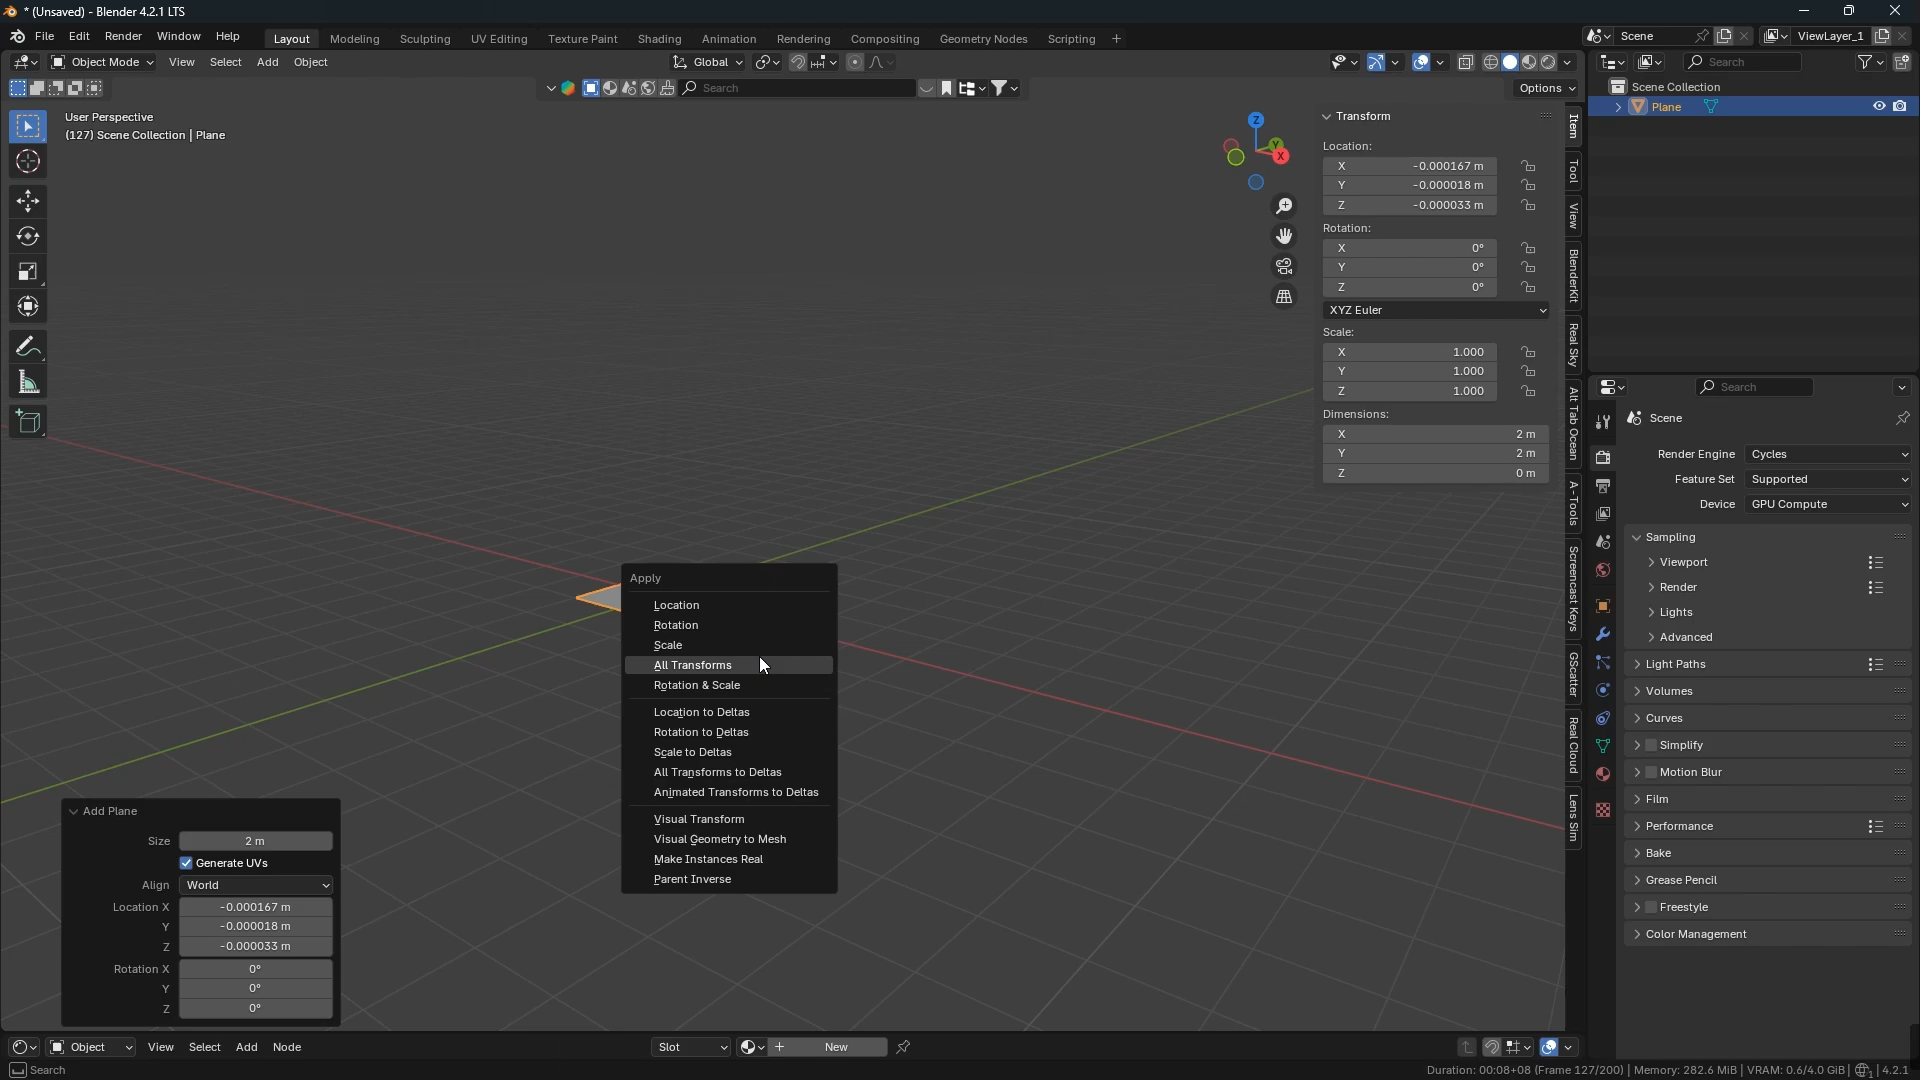 * (Unsaved) - Blender 4.2.1 LTS
File Edit Render Window Help
Layout Modeling Sculpting UV Editing Texture Paint Shading Animation Rendering Compositing Geometry Nodes Scripting +
Scene
ViewLayer_1
Object Mode View Select Add Object
Global
Search
Search
Options
User Perspective
(127) Scene Collection | Plane
Z
Y
X
Transform
Location:
X -0.000167 m
Y -0.000018 m
Z -0.000033 m
Rotation:
X 0°
Y 0°
Z 0°
XYZ Euler
Scale:
X 1.000
Y 1.000
Z 1.000
Dimensions:
X 2 m
Y 2 m
Z 0 m
Item
Tool
View
BlenderKit
Real Sky
Alt Tab Ocean
A-Tools
Screencast Keys
GScatter
Real Cloud
Lens Sim
Scene Collection
Plane
Search
Scene
Render Engine Cycles
Feature Set Supported
Device GPU Compute
Sampling
Viewport
Render
Lights
Advanced
Light Paths
Volumes
Curves
Simplify
Motion Blur
Film
Performance
Bake
Grease Pencil
Freestyle
Color Management
Apply
Location
Rotation
Scale
All Transforms
Rotation & Scale
Location to Deltas
Rotation to Deltas
Scale to Deltas
All Transforms to Deltas
Animated Transforms to Deltas
Visual Transform
Visual Geometry to Mesh
Make Instances Real
Parent Inverse
Add Plane
Size 2 m
Generate UVs
Align World
Location X -0.000167 m
Y -0.000018 m
Z -0.000033 m
Rotation X 0°
Y 0°
Z 0°
Object View Select Add Node
Slot
New
Search
Duration: 00:08+08 (Frame 127/200) | Memory: 282.6 MiB | VRAM: 0.6/4.0 GiB | 1 | 4.2.1